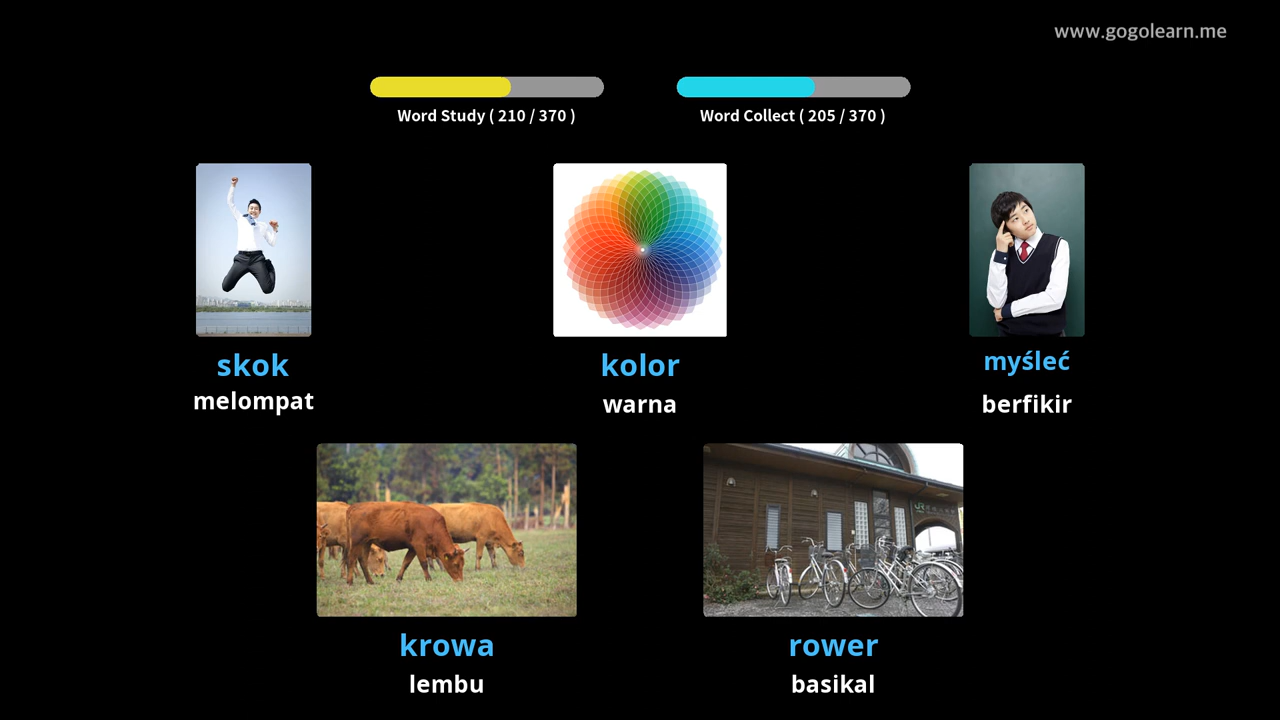 www.gogolearn.me
Word Study ( 210 / 370 )
Word Collect ( 205 / 370 )
skok
melompat
kolor
warna
myśleć
berfikir
krowa
lembu
rower
basikal